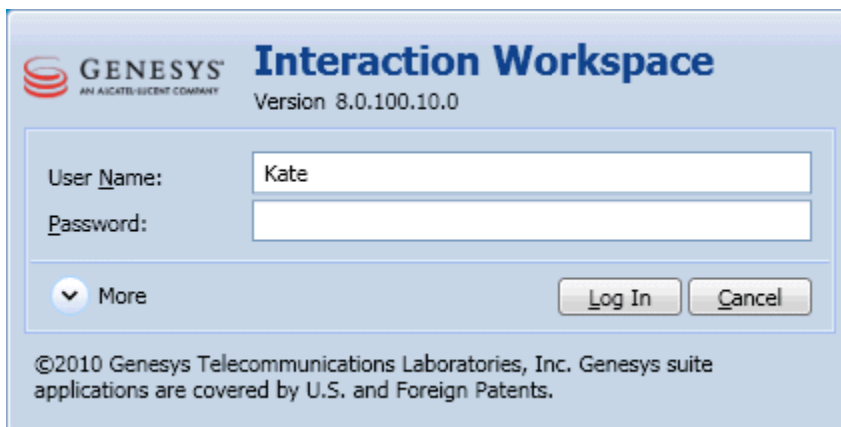 GENESYS
AN ALCATEL-LUCENT COMPANY
Interaction Workspace
Version 8.0.100.10.0
User Name:
Kate
Password:
More
Log In
Cancel
©2010 Genesys Telecommunications Laboratories, Inc. Genesys suite
applications are covered by U.S. and Foreign Patents.